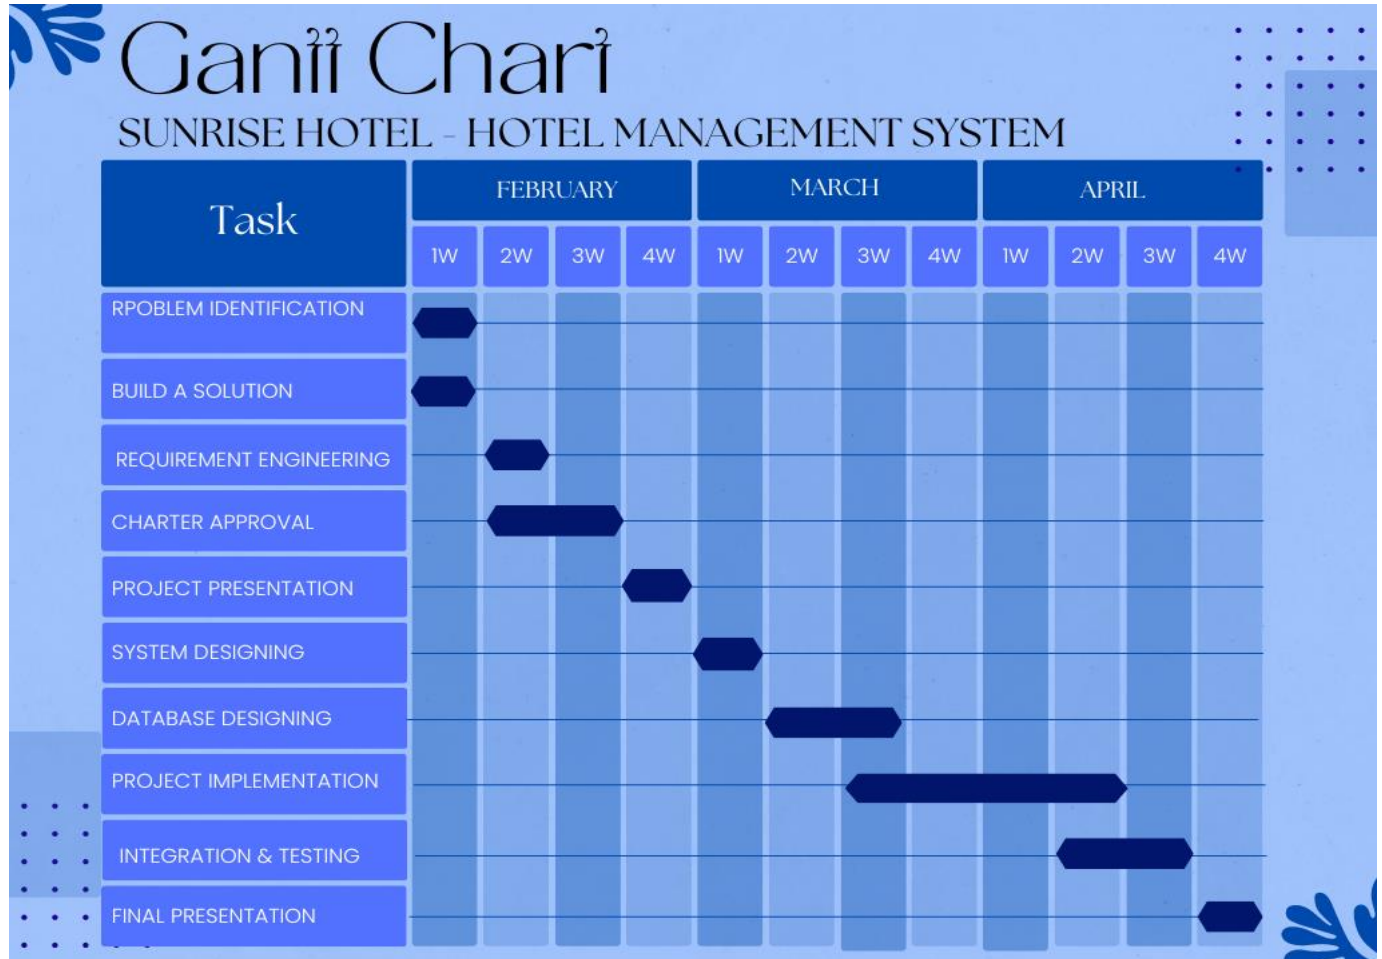 Gantt Chart
SUNRISE HOTEL - HOTEL MANAGEMENT SYSTEM
Task
FEBRUARY MARCH APRIL
1W 2W 3W 4W 1W 2W 3W 4W 1W 2W 3W 4W
RPOBLEM IDENTIFICATION
BUILD A SOLUTION
REQUIREMENT ENGINEERING
CHARTER APPROVAL
PROJECT PRESENTATION
SYSTEM DESIGNING
DATABASE DESIGNING
PROJECT IMPLEMENTATION
INTEGRATION & TESTING
FINAL PRESENTATION